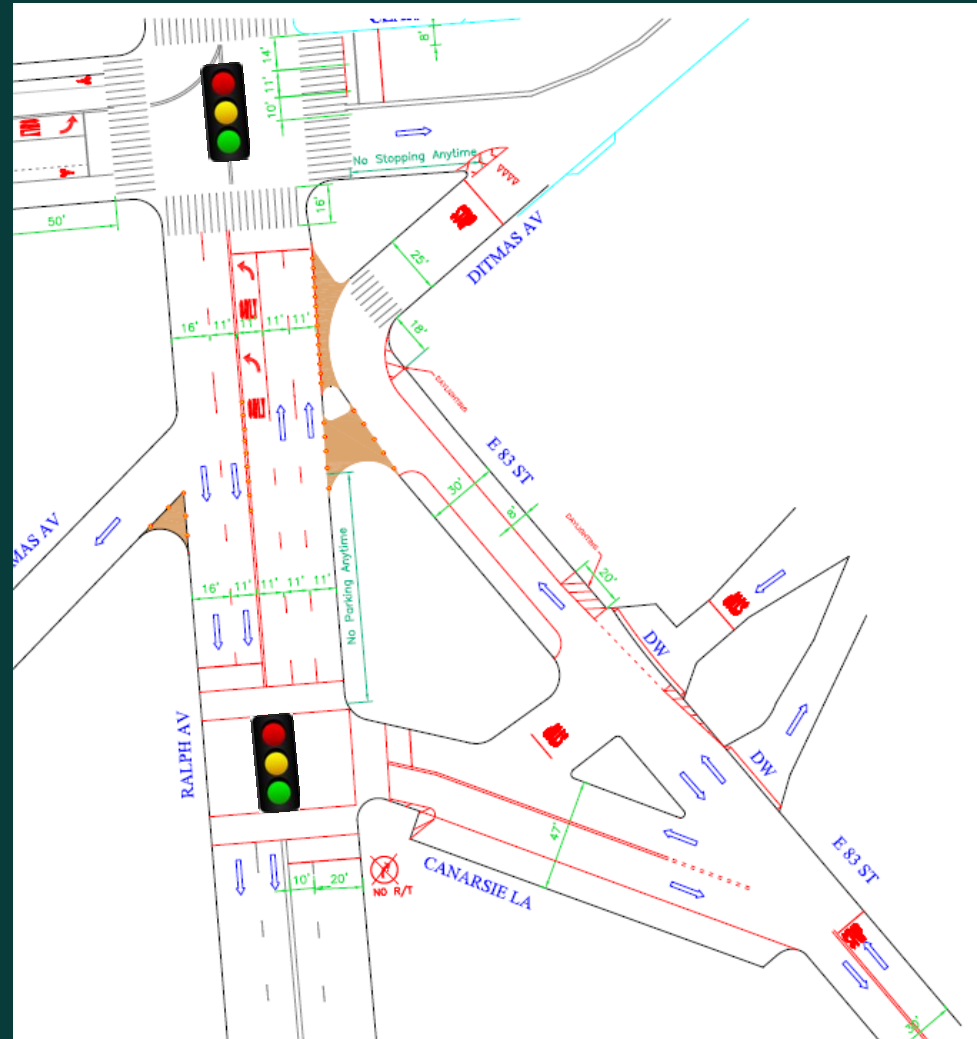 8'
14'
11'
10'
No Stopping Anytime
16'
50'
25'
DITMAS AV
18'
16'
11'
11'
11'
11'
DAYLIGHTING
E 83 ST
30'
8'
DAYLIGHTING
20'
MAS AV
No Parking Anytime
16'
11'
11'
11'
11'
DW
DW
RALPH AV
47'
CANARSIE LA
10'
20'
NO R/T
E 83 ST
30'